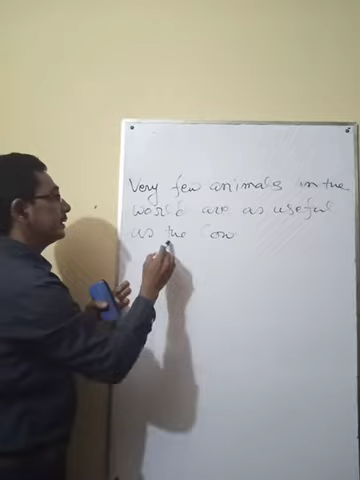 Very few animals in the
world are as useful
as the Cow